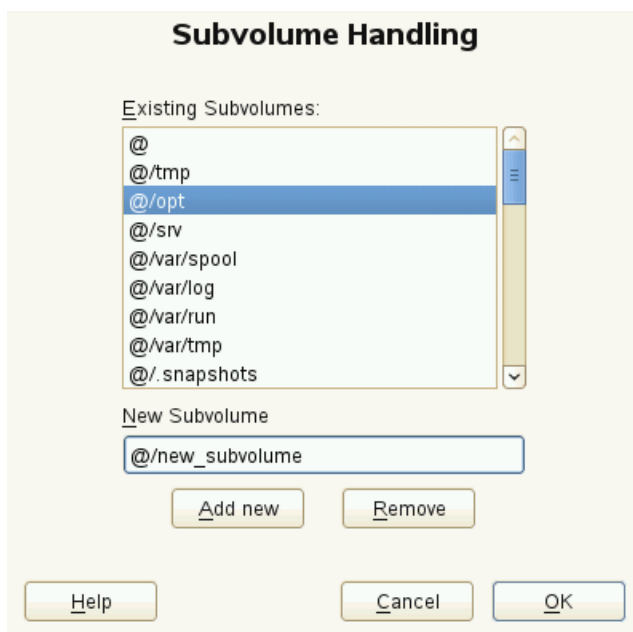 Subvolume Handling
Existing Subvolumes:
@
@/tmp
@/opt
@/srv
@/var/spool
@/var/log
@/var/run
@/var/tmp
@/.snapshots
New Subvolume
@/new_subvolume
Add new Remove
Help Cancel OK